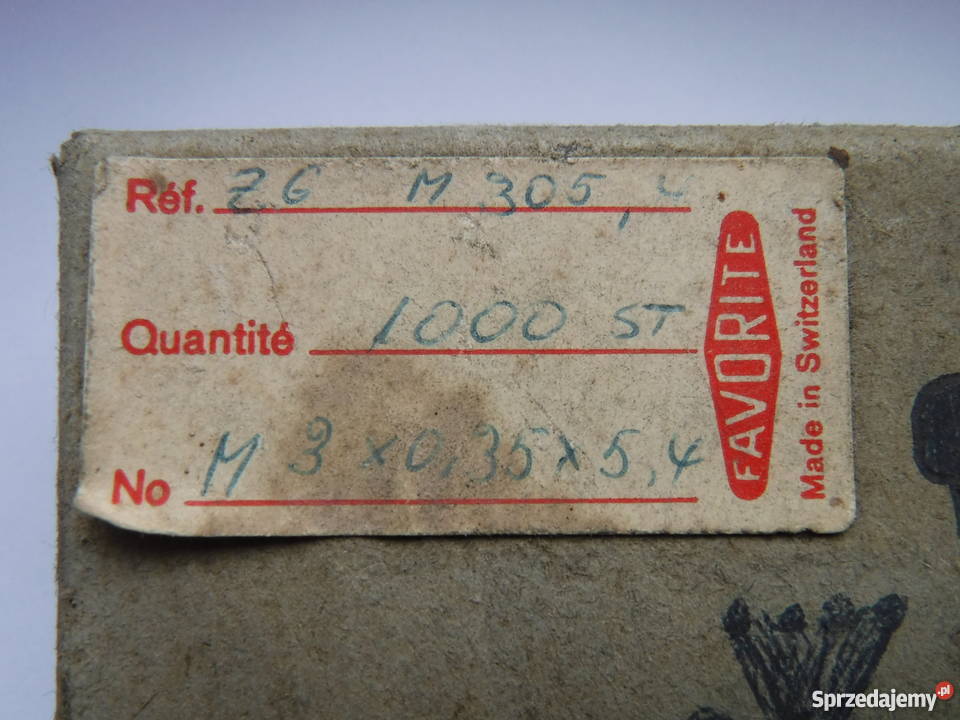 Réf. ZG M 305,4
Quantité 1000 ST
No M 3 x 0,35 x 5,4
FAVORITE
Made in Switzerland
Sprzedajemy.pl